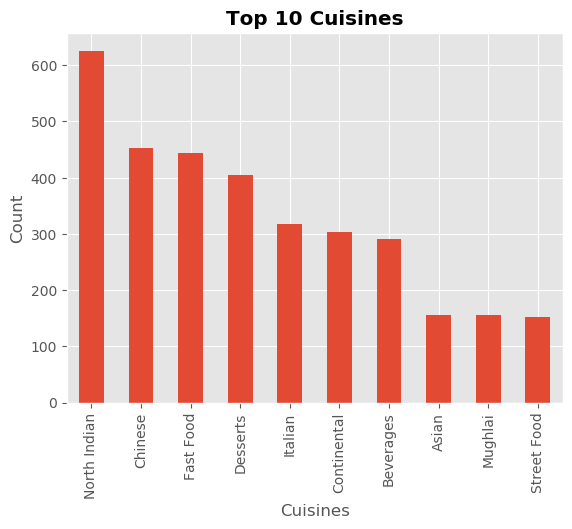 Top 10 Cuisines
Count
600
500
400
300
200
100
0
North Indian
Chinese
Fast Food
Desserts
Italian
Continental
Beverages
Asian
Mughlai
Street Food
Cuisines